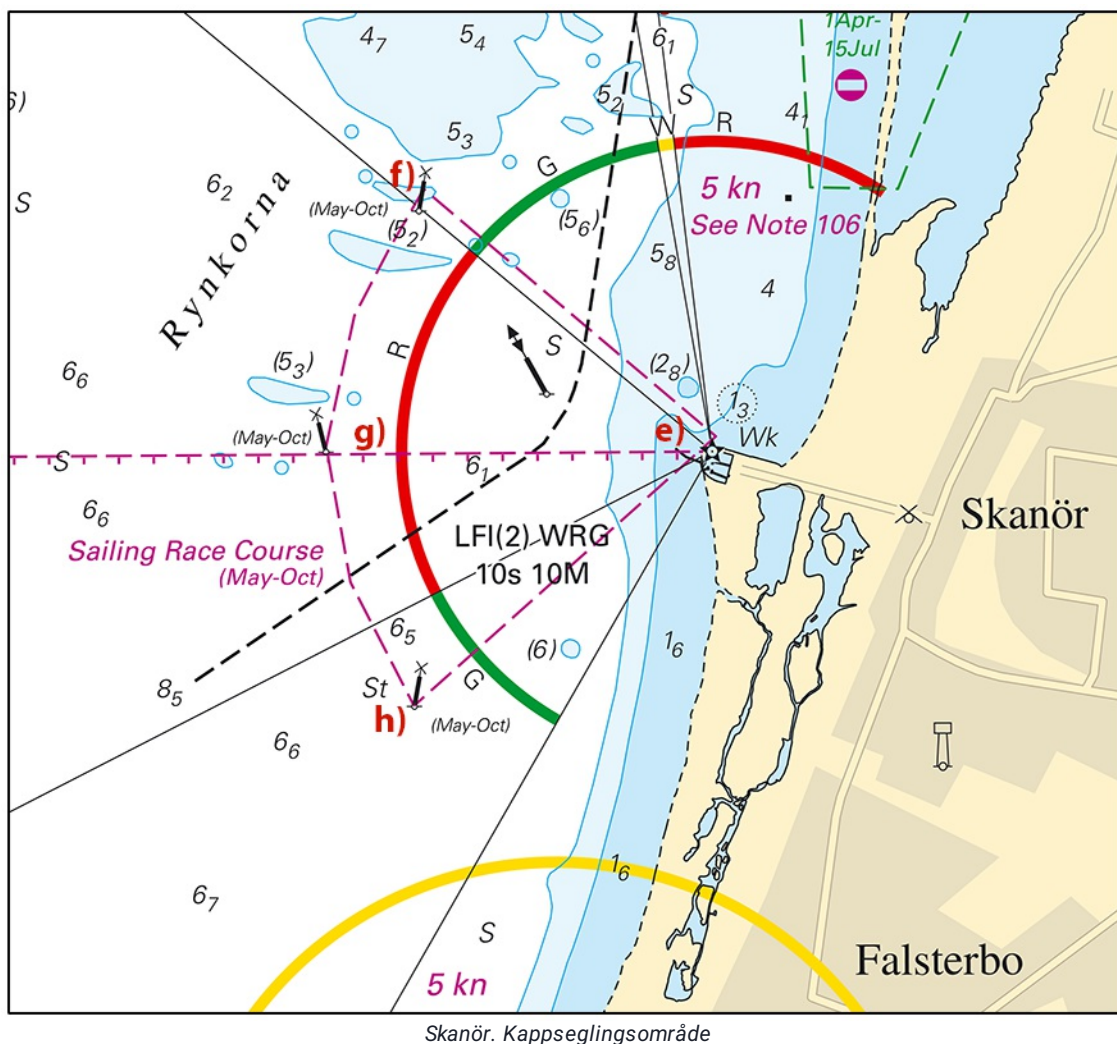 4₇
5₄
6₁
1Apr-
15Jul
6)
5₂
S
4₁
5₃
R
G
f)
6₂
5 kn
S
(May-Oct)
(5₂)
(5₆)
See Note 106
Rynkorna
5₈
4
R
S
6₆
(5₃)
(2₈)
1₃
(May-Oct)
g)
e)
Wk
S
6₁
6₆
LFl(2) WRG
10s 10M
Skanör
Sailing Race Course
(May-Oct)
6₅
(6)
1₆
8₅
St
G
h)
(May-Oct)
6₆
1₆
6₇
S
Falsterbo
5 kn
Skanör. Kappseglingsområde